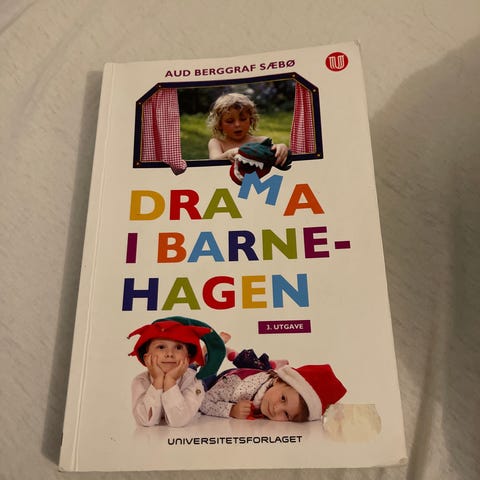 AUD BERGGRAF SÆBØ
DRAMA
I BARNE-
HAGEN
3. UTGAVE
UNIVERSITETSFORLAGET